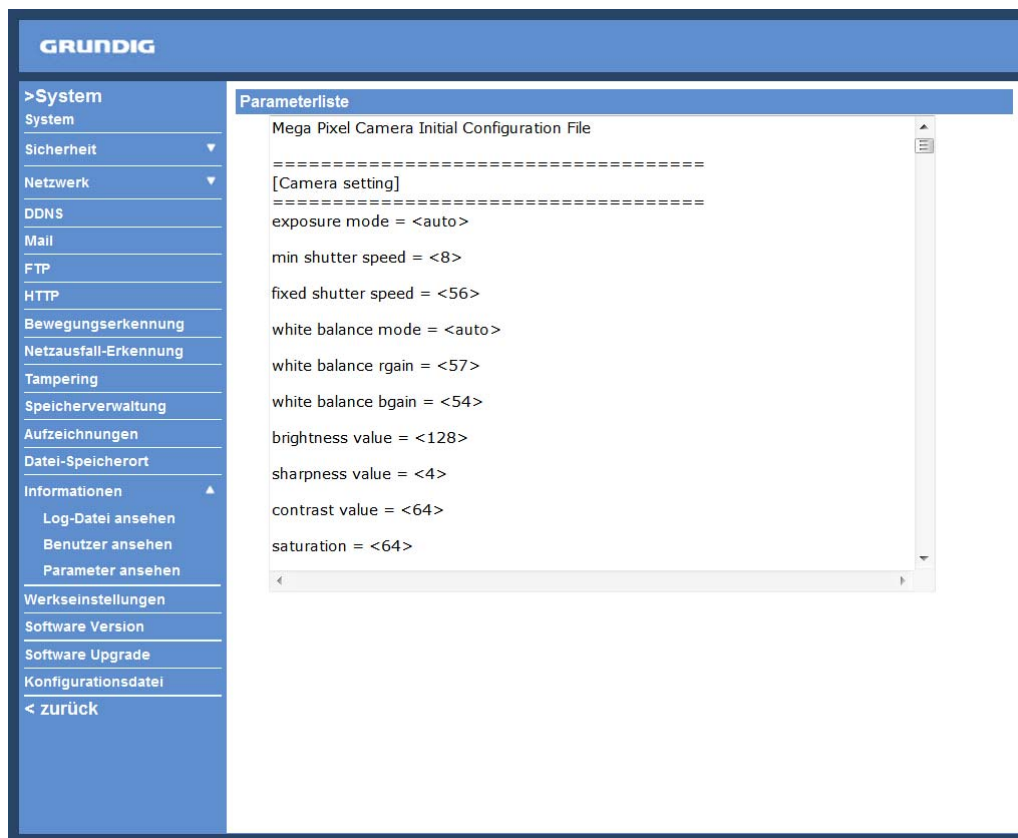 GRUNDIG
>System
System
Sicherheit
Netzwerk
DDNS
Mail
FTP
HTTP
Bewegungserkennung
Netzausfall-Erkennung
Tampering
Speicherverwaltung
Aufzeichnungen
Datei-Speicherort
Informationen
Log-Datei ansehen
Benutzer ansehen
Parameter ansehen
Werkseinstellungen
Software Version
Software Upgrade
Konfigurationsdatei
< zurück
Parameterliste
Mega Pixel Camera Initial Configuration File
====================================
[Camera setting]
====================================
exposure mode = <auto>
min shutter speed = <8>
fixed shutter speed = <56>
white balance mode = <auto>
white balance rgain = <57>
white balance bgain = <54>
brightness value = <128>
sharpness value = <4>
contrast value = <64>
saturation = <64>